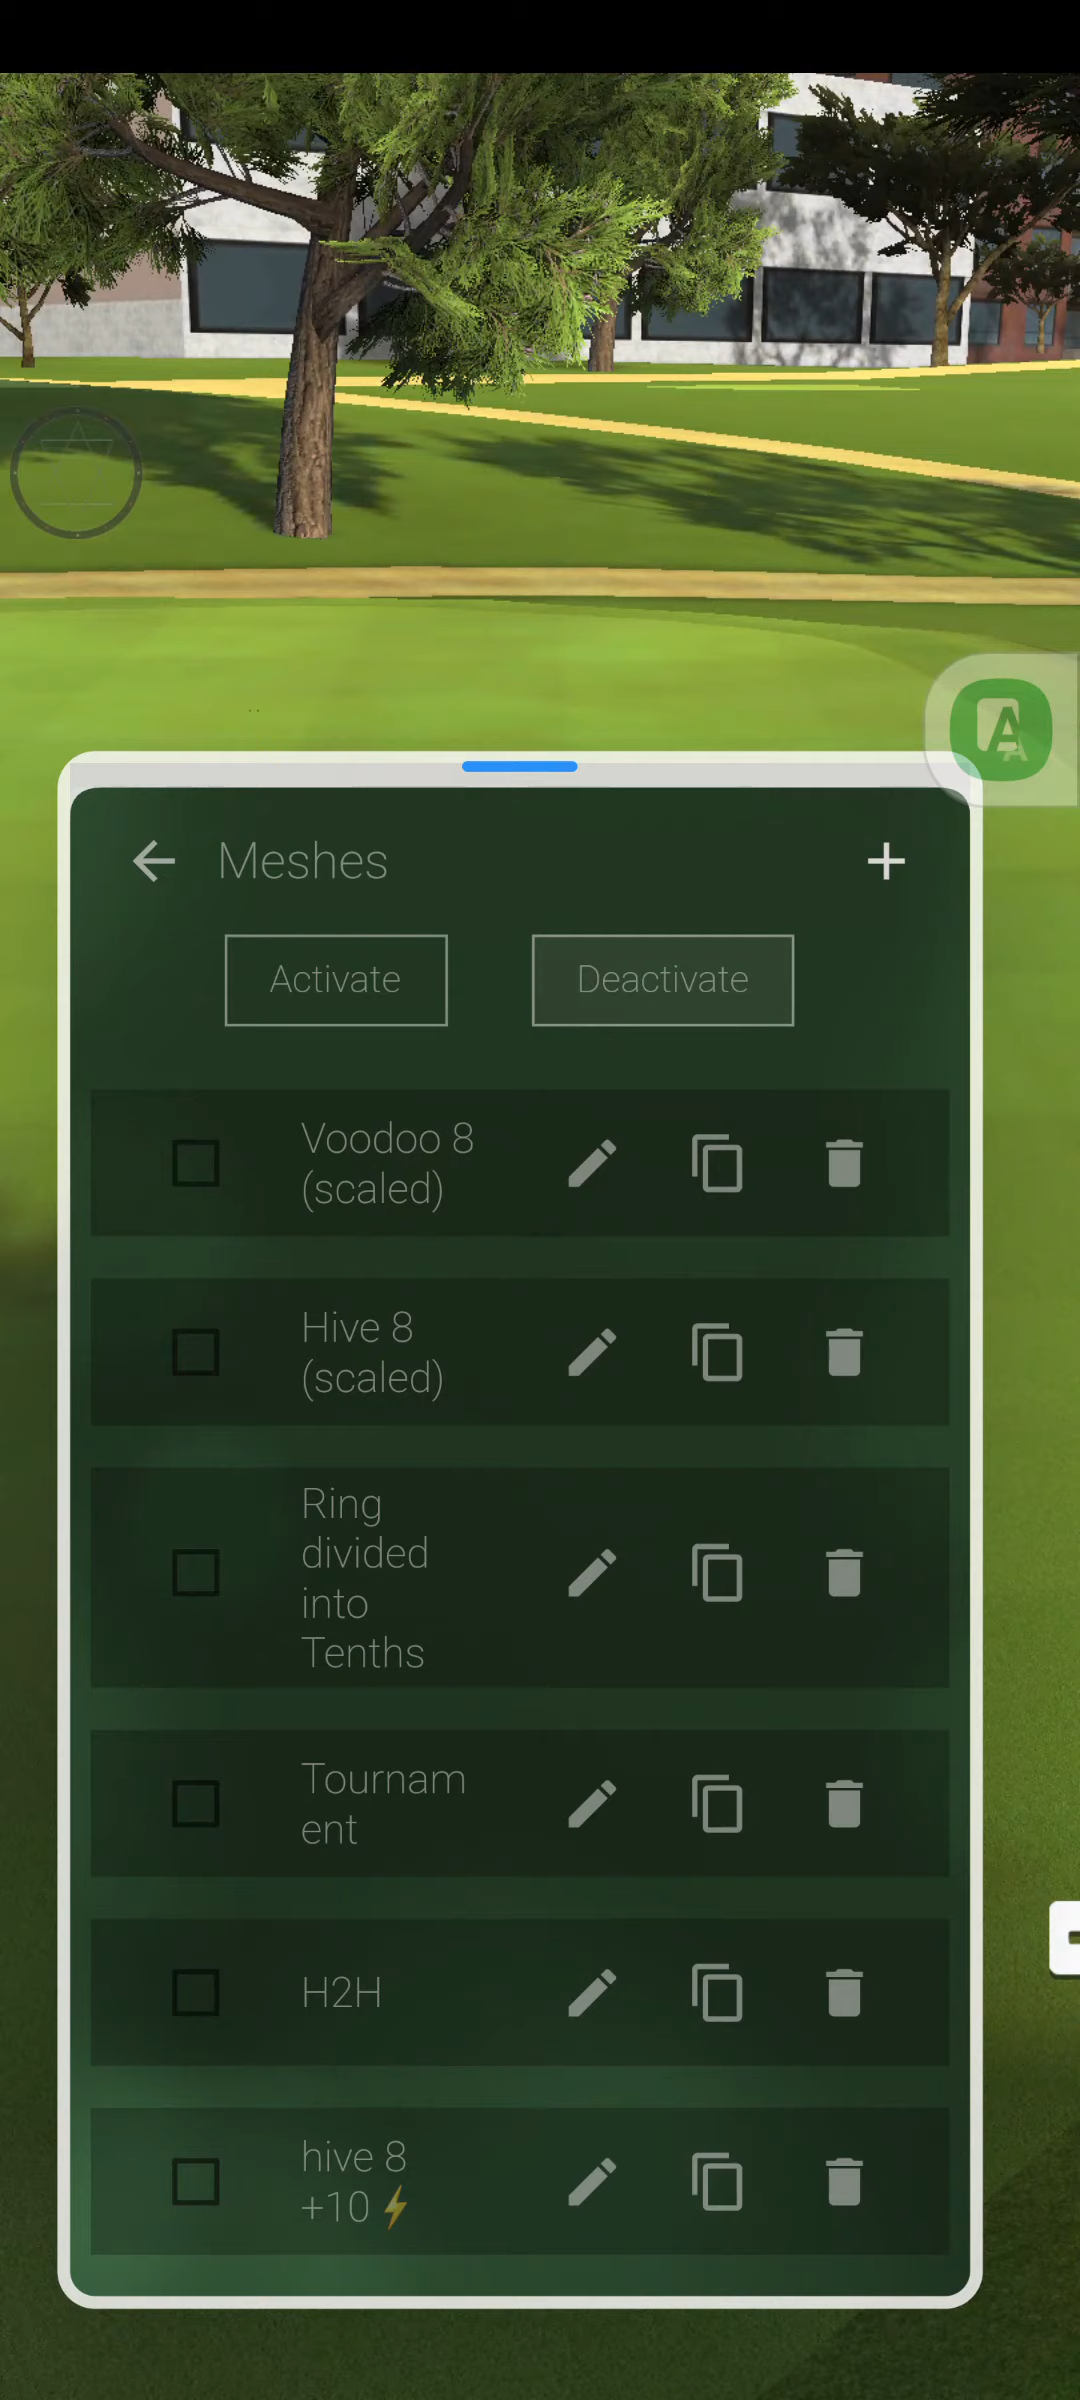 A
A
Meshes
Activate
Deactivate
Voodoo 8
(scaled)
Hive 8
(scaled)
Ring
divided
into
Tenths
Tournam
ent
H2H
hive 8
+10⚡